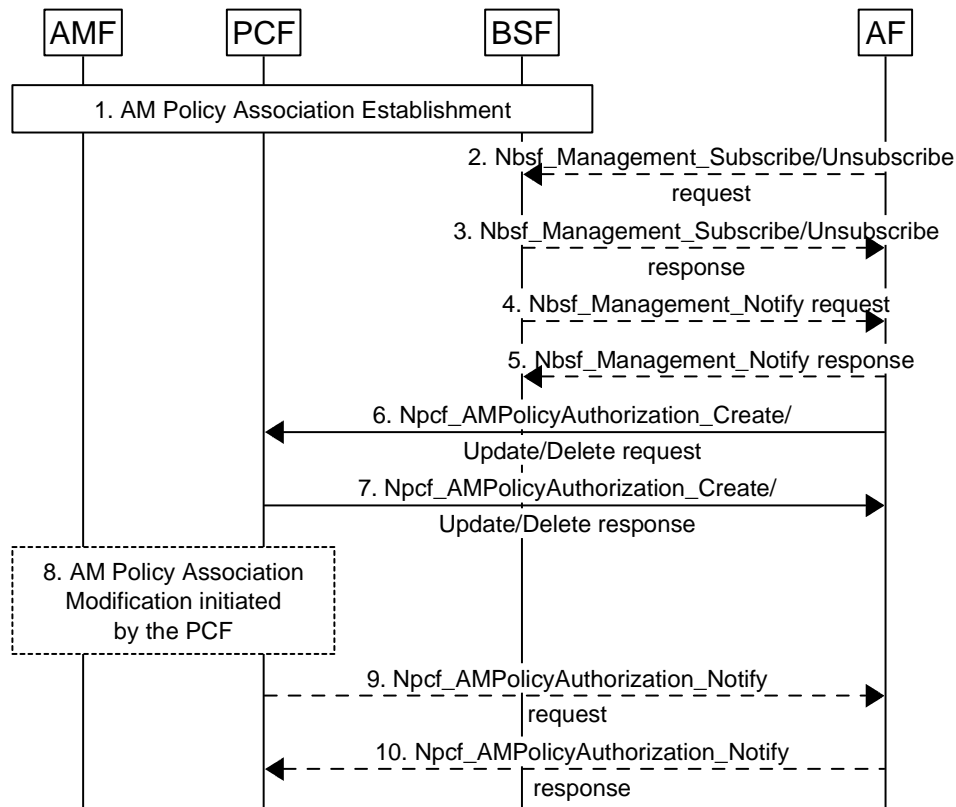 AMF
PCF
BSF
AF
1. AM Policy Association Establishment
2. Nbsf_Management_Subscribe/Unsubscribe
request
3. Nbsf_Management_Subscribe/Unsubscribe
response
4. Nbsf_Management_Notify request
5. Nbsf_Management_Notify response
6. Npcf_AMPolicyAuthorization_Create/
Update/Delete request
7. Npcf_AMPolicyAuthorization_Create/
Update/Delete response
8. AM Policy Association
Modification initiated
by the PCF
9. Npcf_AMPolicyAuthorization_Notify
request
10. Npcf_AMPolicyAuthorization_Notify
response